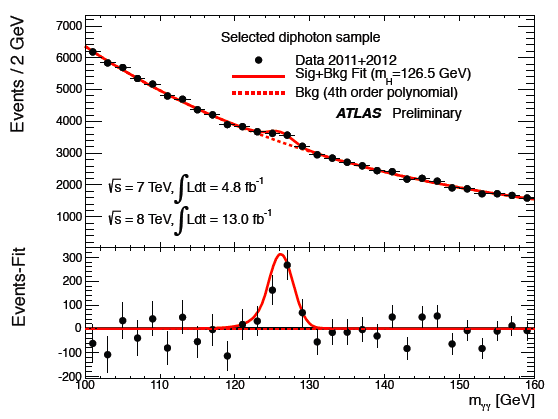 Selected diphoton sample
Data 2011+2012
Sig+Bkg Fit (m_H=126.5 GeV)
Bkg (4th order polynomial)
ATLAS Preliminary
√s = 7 TeV, ∫Ldt = 4.8 fb⁻¹
√s = 8 TeV, ∫Ldt = 13.0 fb⁻¹
Events / 2 GeV
7000
6000
5000
4000
3000
2000
1000
Events-Fit
300
200
100
0
-100
-200
100 110 120 130 140 150 160
m_γγ [GeV]